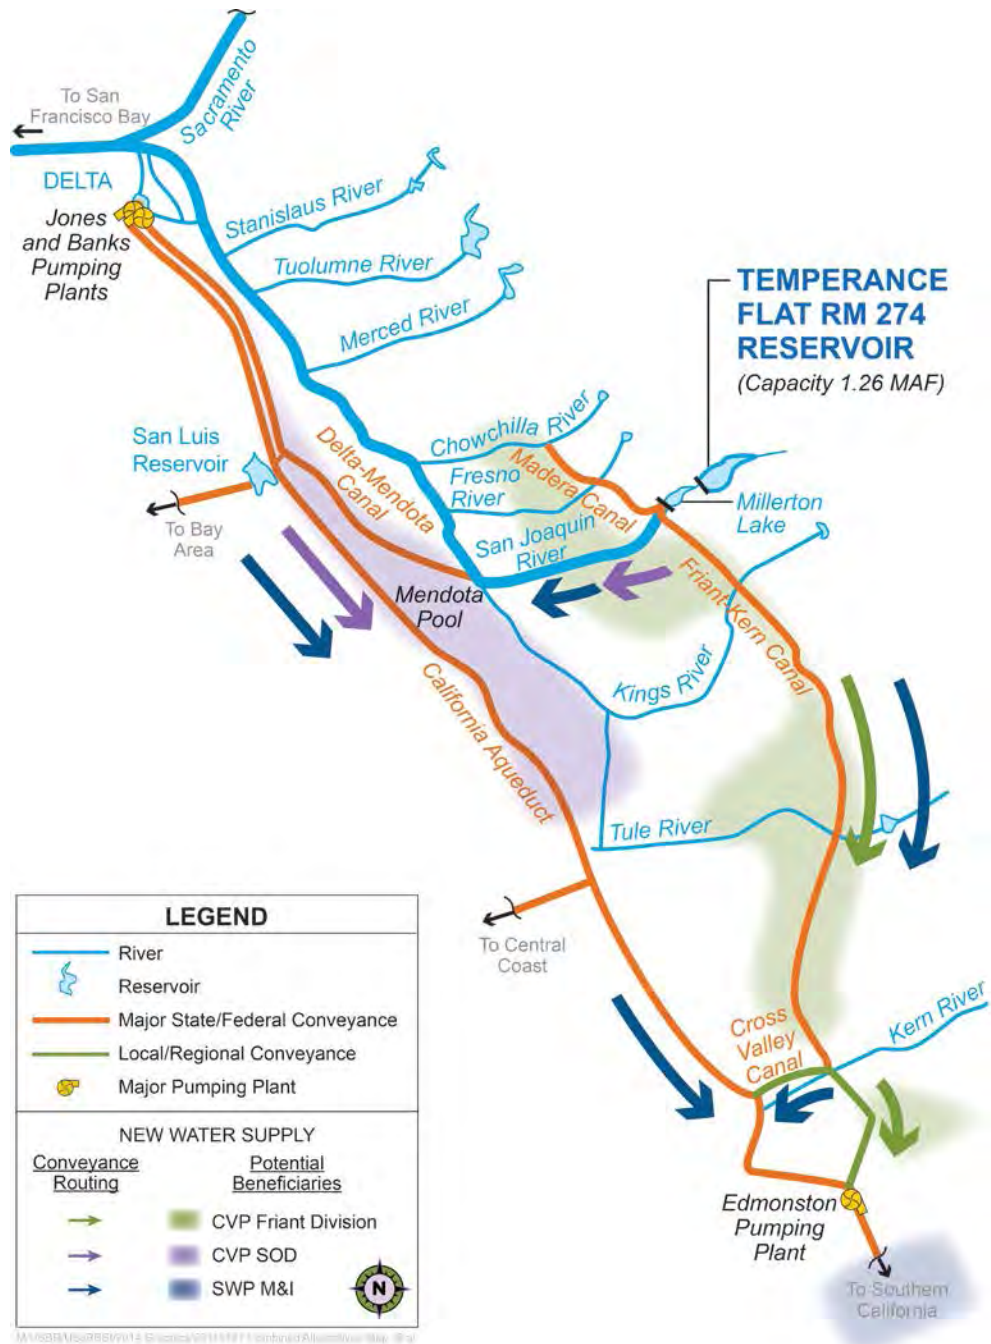 To San
Francisco Bay
Sacramento
River
DELTA
Jones
and Banks
Pumping
Plants
Stanislaus River
Tuolumne River
Merced River
TEMPERANCE
FLAT RM 274
RESERVOIR
(Capacity 1.26 MAF)
San Luis
Reservoir
Delta-Mendota
Canal
Chowchilla River
Fresno
River
Madera Canal
Millerton
Lake
To Bay
Area
San Joaquin
River
Mendota
Pool
Friant-Kern Canal
Kings River
California Aqueduct
Tule River
To Central
Coast
Cross
Valley
Canal
Kern River
Edmonston
Pumping
Plant
To Southern
California
LEGEND
River
Reservoir
Major State/Federal Conveyance
Local/Regional Conveyance
Major Pumping Plant
NEW WATER SUPPLY
Conveyance
Routing
Potential
Beneficiaries
CVP Friant Division
CVP SOD
SWP M&I
N